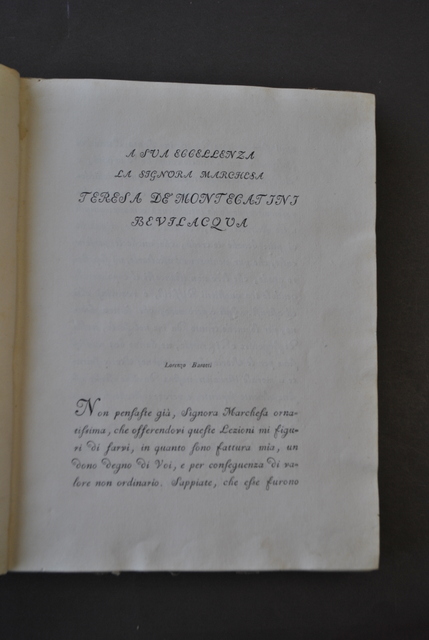 A SUA ECCELLENZA
LA SIGNORA MARCHESA
TERESA DE' MONTECATINI
BEVILACQUA
Lorenzo Barotti
Non penſaſte già, Signora Marcheſa orna-
tiſſima, che offerendovi queſte Lezioni mi figu-
ri di farvi, in quanto ſono fattura mia, un
dono degno di Voi, e per conſeguenza di va-
lore non ordinario. Sappiate, che eſſe furono